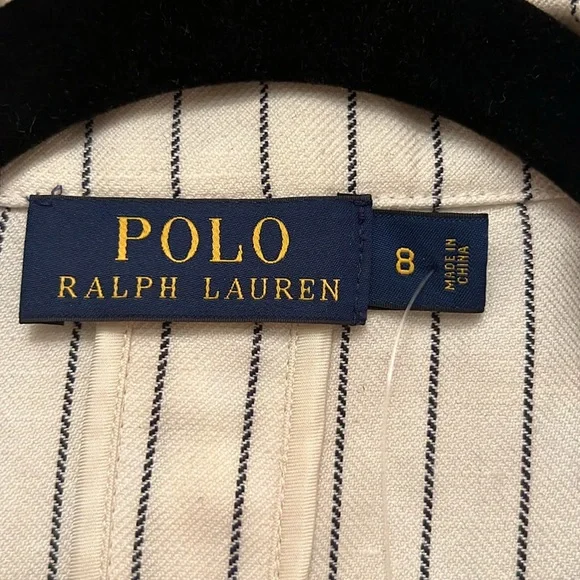 POLO
RALPH LAUREN
8
MADE IN
CHINA